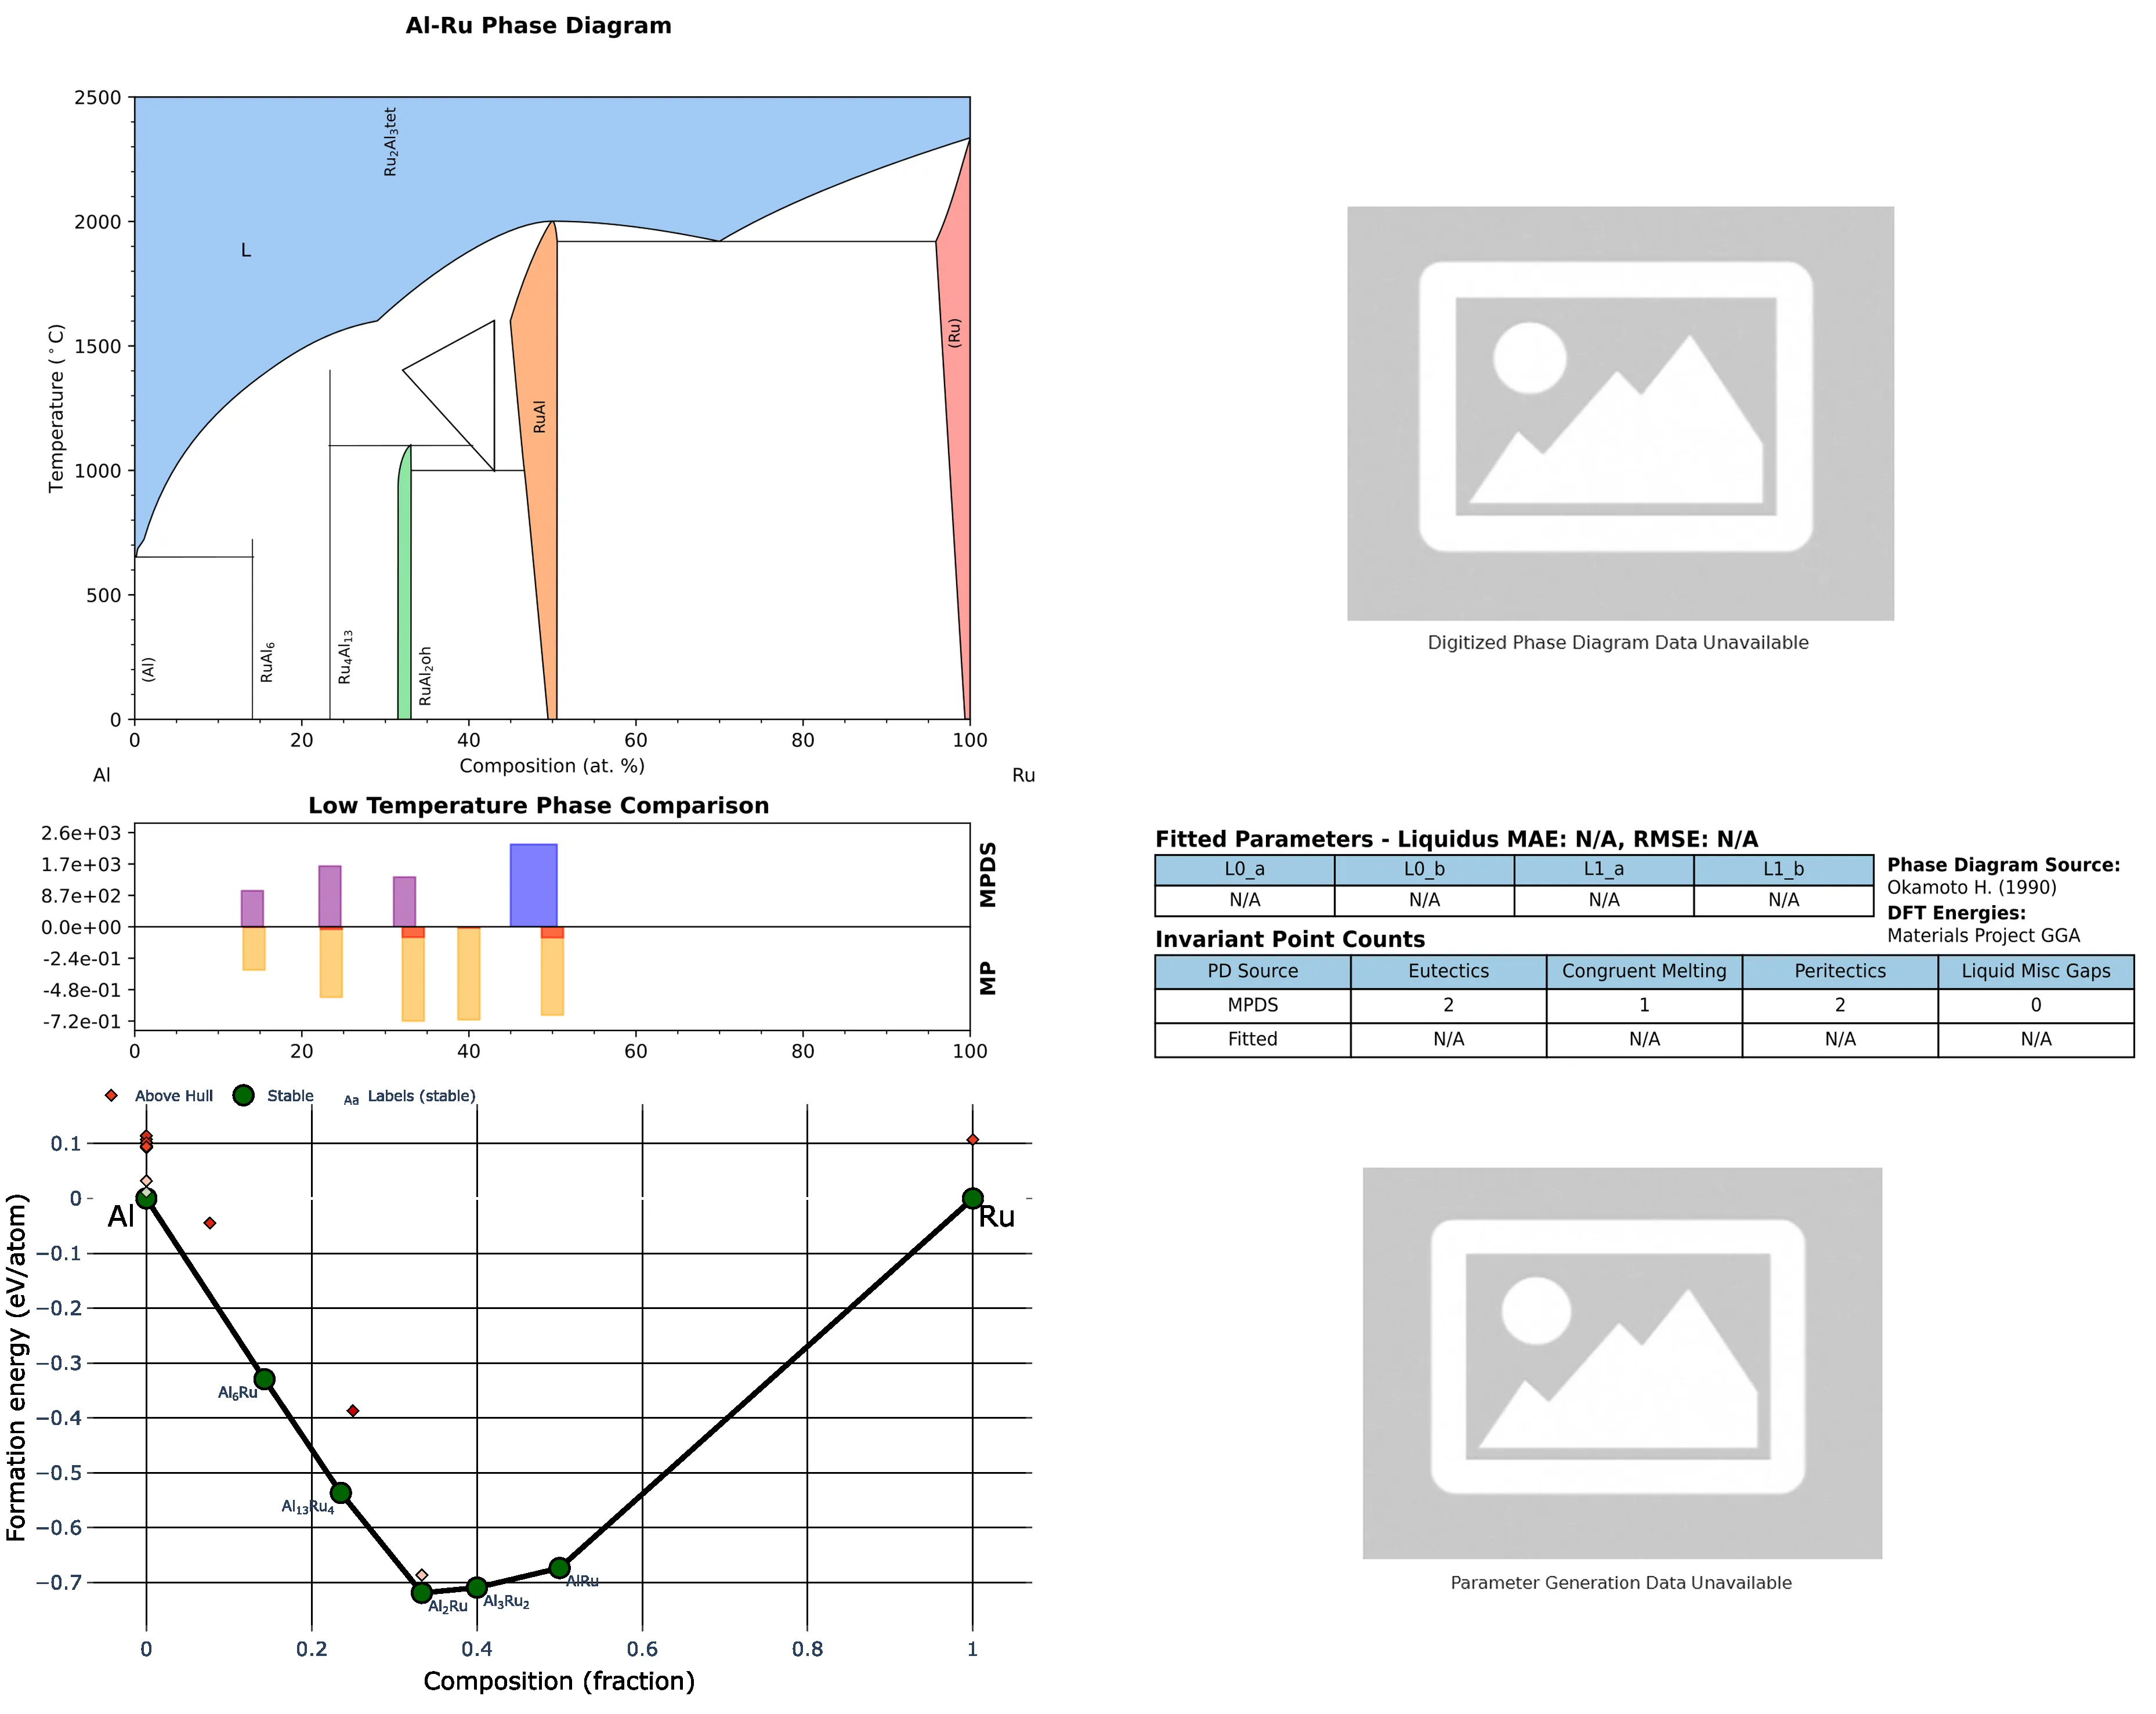 Al-Ru Phase Diagram
2500
2000
1500
1000
500
0
Temperature (°C)
L
Ru2Al3tet
(Al)
RuAl6
Ru4Al13
RuAl2oh
RuAl
(Ru)
0 20 40 60 80 100
Composition (at. %)
Al Ru
Digitized Phase Diagram Data Unavailable
Low Temperature Phase Comparison
2.6e+03
1.7e+03
8.7e+02
0.0e+00
-2.4e-01
-4.8e-01
-7.2e-01
MPDS
MP
0 20 40 60 80 100
Fitted Parameters - Liquidus MAE: N/A, RMSE: N/A
L0_a L0_b L1_a L1_b
N/A N/A N/A N/A
Phase Diagram Source:
Okamoto H. (1990)
DFT Energies:
Materials Project GGA
Invariant Point Counts
PD Source Eutectics Congruent Melting Peritectics Liquid Misc Gaps
MPDS 2 1 2 0
Fitted N/A N/A N/A N/A
Above Hull Stable Aa Labels (stable)
0.1
0
−0.1
−0.2
−0.3
−0.4
−0.5
−0.6
−0.7
Formation energy (eV/atom)
Al
Ru
Al6Ru
Al13Ru4
Al2Ru
Al3Ru2
AlRu
0 0.2 0.4 0.6 0.8 1
Composition (fraction)
Parameter Generation Data Unavailable